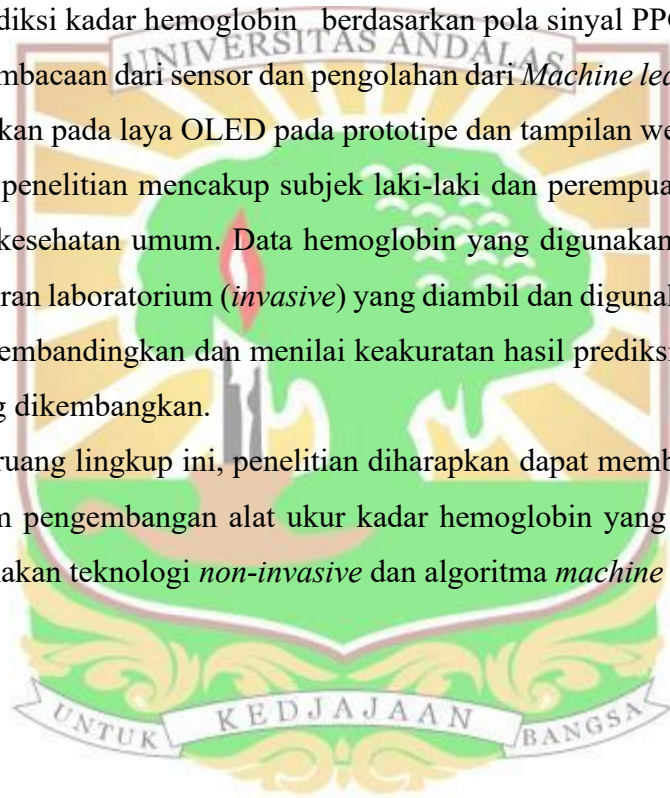 diksi kadar hemoglobin berdasarkan pola sinyal PP
UNIVERSITAS ANDALAS
mbacaan dari sensor dan pengolahan dari Machine lea
kan pada laya OLED pada prototipe dan tampilan we
penelitian mencakup subjek laki-laki dan perempua
kesehatan umum. Data hemoglobin yang digunakan
ran laboratorium (invasive) yang diambil dan diguna
embandingkan dan menilai keakuratan hasil prediksi
g dikembangkan.
ruang lingkup ini, penelitian diharapkan dapat memb
m pengembangan alat ukur kadar hemoglobin yang
akan teknologi non-invasive dan algoritma machine
UNTUK KEDJAJAAN BANGSA